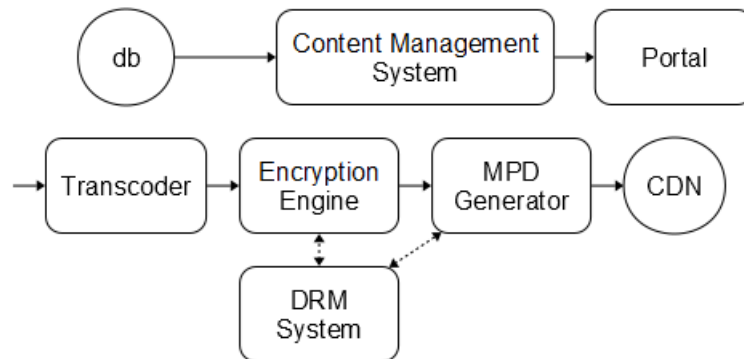 db
Content Management
System
Portal
Transcoder
Encryption
Engine
MPD
Generator
CDN
DRM
System